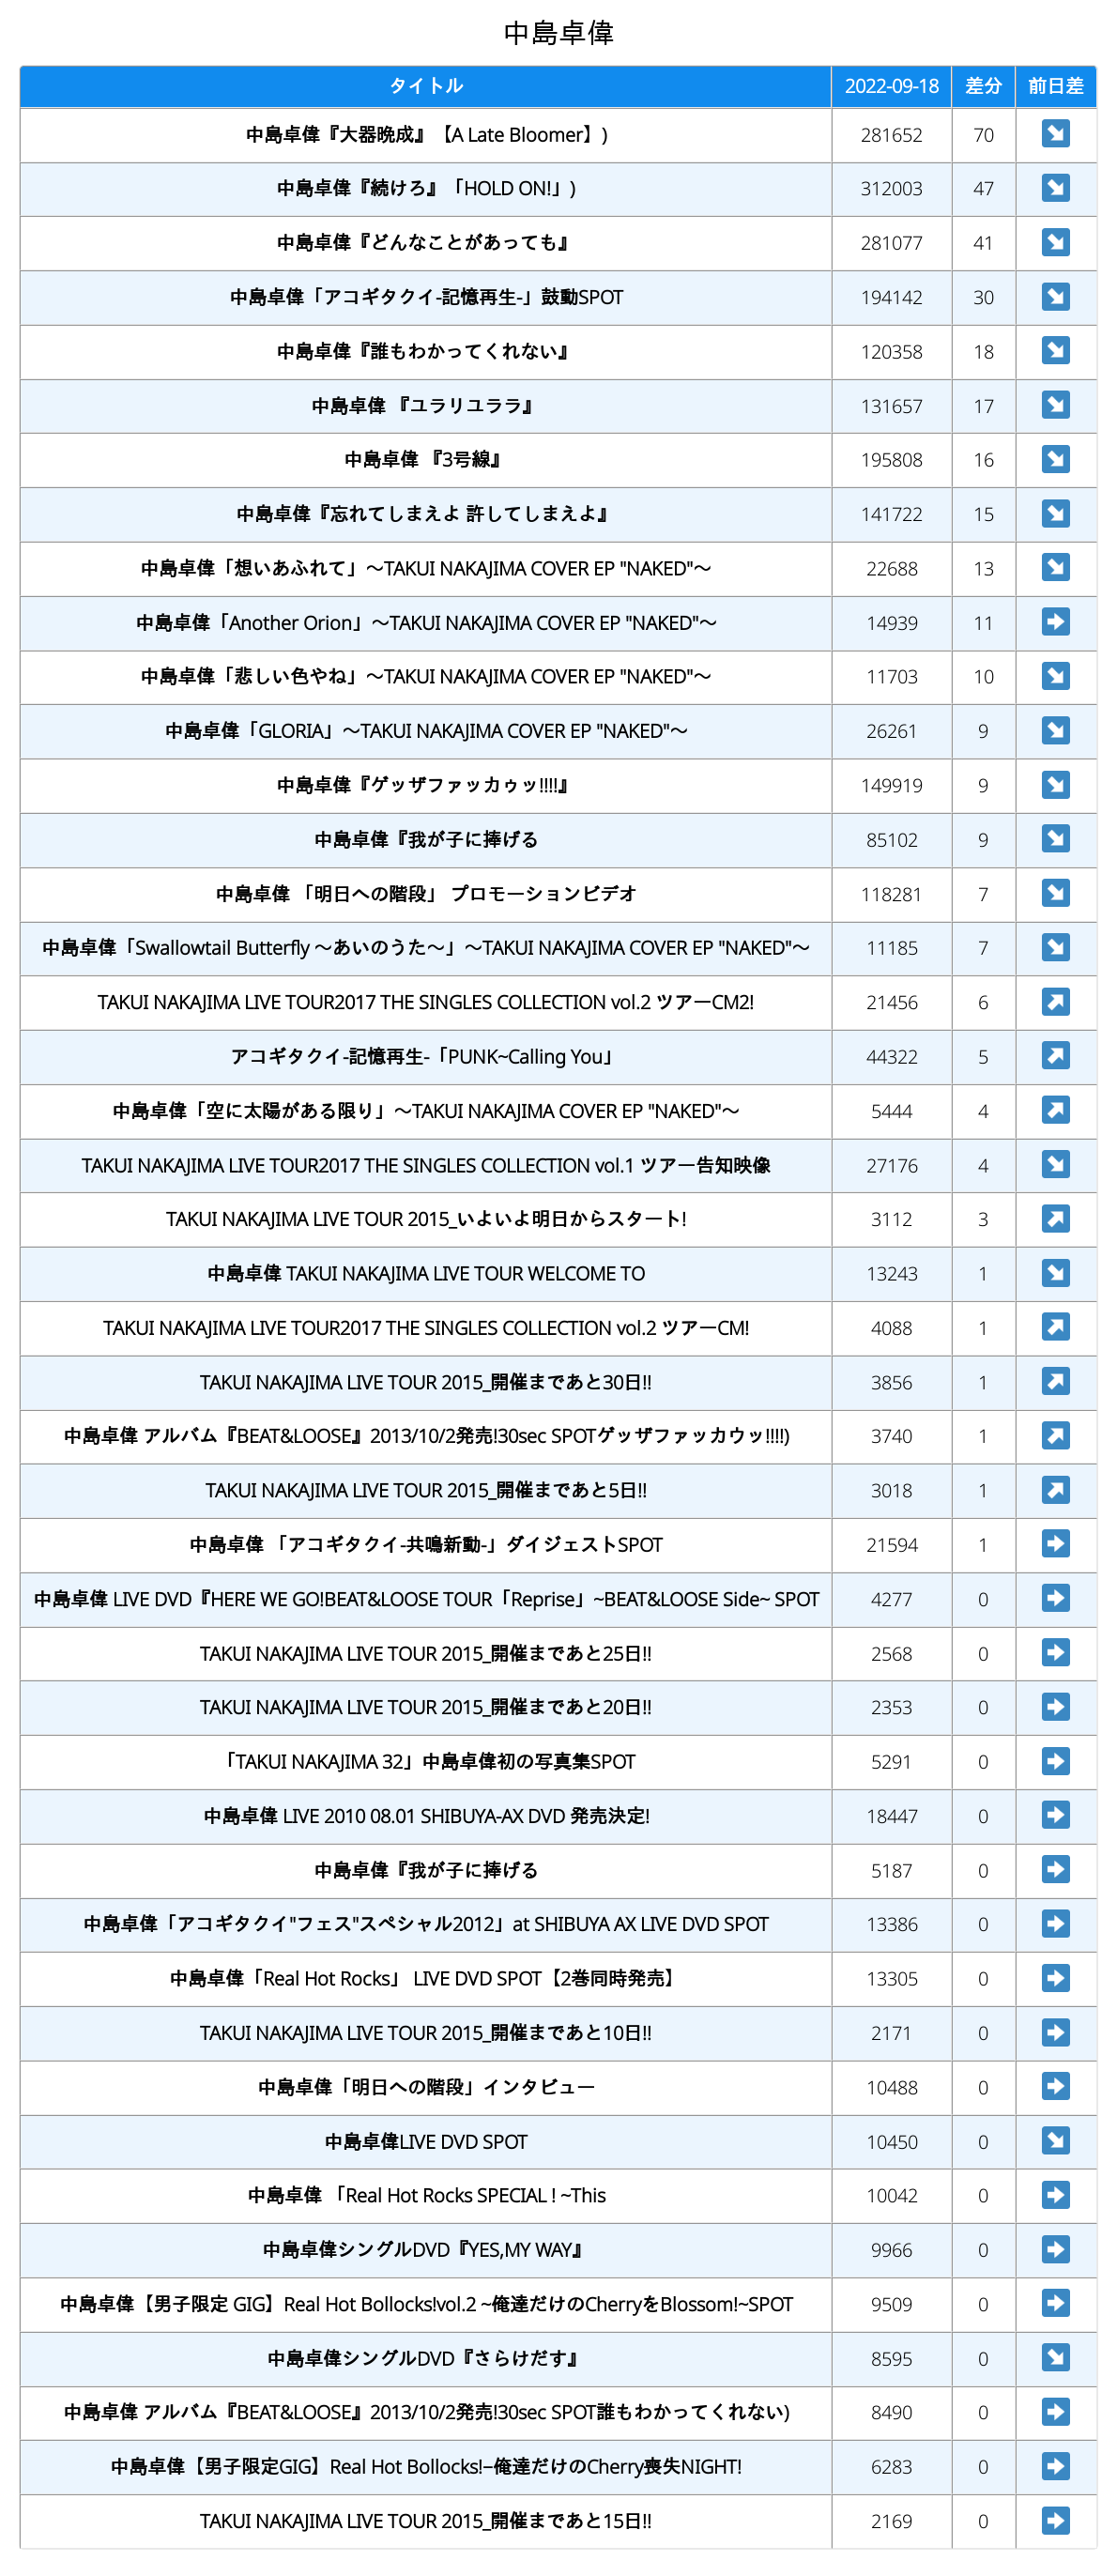 中島卓偉
タイトル 2022-09-18 差分 前日差
中島卓偉『大器晩成』【A Late Bloomer】) 281652 70 ↘
中島卓偉『続けろ』「HOLD ON!」) 312003 47 ↘
中島卓偉『どんなことがあっても』 281077 41 ↘
中島卓偉「アコギタクイ-記憶再生-」鼓動SPOT 194142 30 ↘
中島卓偉『誰もわかってくれない』 120358 18 ↘
中島卓偉 『ユラリユララ』 131657 17 ↘
中島卓偉 『3号線』 195808 16 ↘
中島卓偉『忘れてしまえよ 許してしまえよ』 141722 15 ↘
中島卓偉「想いあふれて」〜TAKUI NAKAJIMA COVER EP "NAKED"〜 22688 13 ↘
中島卓偉「Another Orion」〜TAKUI NAKAJIMA COVER EP "NAKED"〜 14939 11 ➡
中島卓偉「悲しい色やね」〜TAKUI NAKAJIMA COVER EP "NAKED"〜 11703 10 ↘
中島卓偉「GLORIA」〜TAKUI NAKAJIMA COVER EP "NAKED"〜 26261 9 ↘
中島卓偉『ゲッザファッカゥッ!!!!』 149919 9 ↘
中島卓偉『我が子に捧げる 85102 9 ↘
中島卓偉 「明日への階段」 プロモーションビデオ 118281 7 ↘
中島卓偉「Swallowtail Butterfly 〜あいのうた〜」〜TAKUI NAKAJIMA COVER EP "NAKED"〜 11185 7 ↘
TAKUI NAKAJIMA LIVE TOUR2017 THE SINGLES COLLECTION vol.2 ツアーCM2! 21456 6 ↗
アコギタクイ-記憶再生-「PUNK~Calling You」 44322 5 ↗
中島卓偉「空に太陽がある限り」〜TAKUI NAKAJIMA COVER EP "NAKED"〜 5444 4 ↗
TAKUI NAKAJIMA LIVE TOUR2017 THE SINGLES COLLECTION vol.1 ツアー告知映像 27176 4 ↘
TAKUI NAKAJIMA LIVE TOUR 2015_いよいよ明日からスタート! 3112 3 ↗
中島卓偉 TAKUI NAKAJIMA LIVE TOUR WELCOME TO 13243 1 ↘
TAKUI NAKAJIMA LIVE TOUR2017 THE SINGLES COLLECTION vol.2 ツアーCM! 4088 1 ↗
TAKUI NAKAJIMA LIVE TOUR 2015_開催まであと30日!! 3856 1 ↗
中島卓偉 アルバム『BEAT&LOOSE』2013/10/2発売!30sec SPOTゲッザファッカウッ!!!!) 3740 1 ↗
TAKUI NAKAJIMA LIVE TOUR 2015_開催まであと5日!! 3018 1 ↗
中島卓偉 「アコギタクイ-共鳴新動-」ダイジェストSPOT 21594 1 ➡
中島卓偉 LIVE DVD『HERE WE GO!BEAT&LOOSE TOUR「Reprise」~BEAT&LOOSE Side~ SPOT 4277 0 ➡
TAKUI NAKAJIMA LIVE TOUR 2015_開催まであと25日!! 2568 0 ➡
TAKUI NAKAJIMA LIVE TOUR 2015_開催まであと20日!! 2353 0 ➡
「TAKUI NAKAJIMA 32」中島卓偉初の写真集SPOT 5291 0 ➡
中島卓偉 LIVE 2010 08.01 SHIBUYA-AX DVD 発売決定! 18447 0 ➡
中島卓偉『我が子に捧げる 5187 0 ➡
中島卓偉「アコギタクイ"フェス"スペシャル2012」at SHIBUYA AX LIVE DVD SPOT 13386 0 ➡
中島卓偉「Real Hot Rocks」 LIVE DVD SPOT【2巻同時発売】 13305 0 ➡
TAKUI NAKAJIMA LIVE TOUR 2015_開催まであと10日!! 2171 0 ➡
中島卓偉「明日への階段」インタビュー 10488 0 ➡
中島卓偉LIVE DVD SPOT 10450 0 ↘
中島卓偉 「Real Hot Rocks SPECIAL ! ~This 10042 0 ➡
中島卓偉シングルDVD『YES,MY WAY』 9966 0 ➡
中島卓偉【男子限定 GIG】Real Hot Bollocks!vol.2 ~俺達だけのCherryをBlossom!~SPOT 9509 0 ➡
中島卓偉シングルDVD『さらけだす』 8595 0 ↘
中島卓偉 アルバム『BEAT&LOOSE』2013/10/2発売!30sec SPOT誰もわかってくれない) 8490 0 ➡
中島卓偉【男子限定GIG】Real Hot Bollocks!−俺達だけのCherry喪失NIGHT! 6283 0 ➡
TAKUI NAKAJIMA LIVE TOUR 2015_開催まであと15日!! 2169 0 ➡